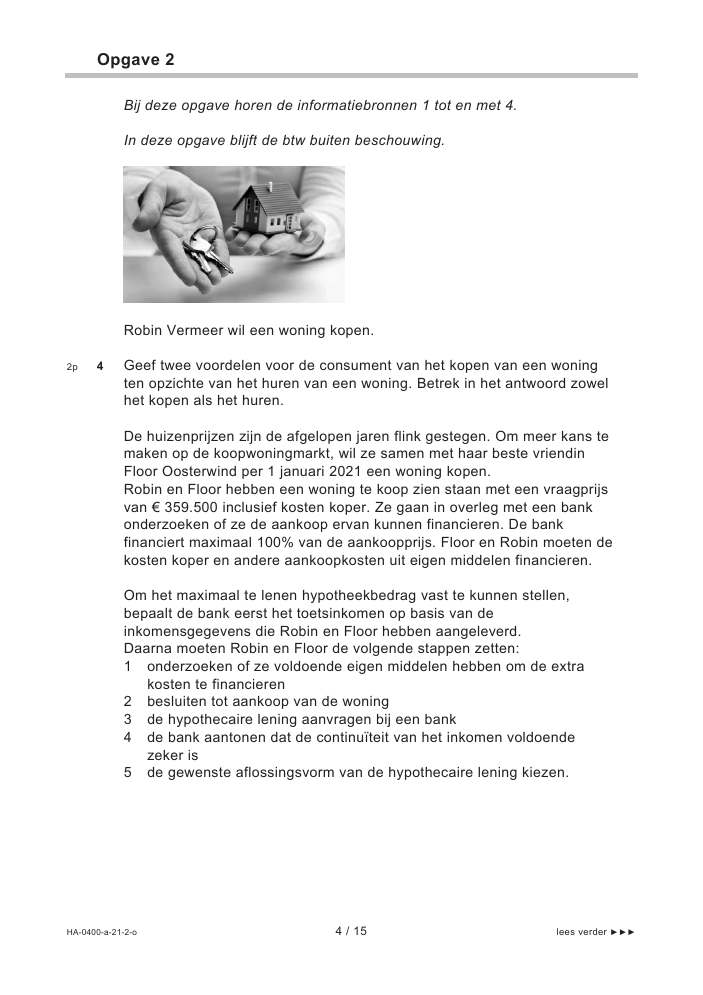 Opgave 2
Bij deze opgave horen de informatiebronnen 1 tot en met 4.
In deze opgave blijft de btw buiten beschouwing.
Robin Vermeer wil een woning kopen.
2p 4 Geef twee voordelen voor de consument van het kopen van een woning
ten opzichte van het huren van een woning. Betrek in het antwoord zowel
het kopen als het huren.
De huizenprijzen zijn de afgelopen jaren flink gestegen. Om meer kans te
maken op de koopwoningmarkt, wil ze samen met haar beste vriendin
Floor Oosterwind per 1 januari 2021 een woning kopen.
Robin en Floor hebben een woning te koop zien staan met een vraagprijs
van € 359.500 inclusief kosten koper. Ze gaan in overleg met een bank
onderzoeken of ze de aankoop ervan kunnen financieren. De bank
financiert maximaal 100% van de aankoopprijs. Floor en Robin moeten de
kosten koper en andere aankoopkosten uit eigen middelen financieren.
Om het maximaal te lenen hypotheekbedrag vast te kunnen stellen,
bepaalt de bank eerst het toetsinkomen op basis van de
inkomensgegevens die Robin en Floor hebben aangeleverd.
Daarna moeten Robin en Floor de volgende stappen zetten:
1 onderzoeken of ze voldoende eigen middelen hebben om de extra
kosten te financieren
2 besluiten tot aankoop van de woning
3 de hypothecaire lening aanvragen bij een bank
4 de bank aantonen dat de continuïteit van het inkomen voldoende
zeker is
5 de gewenste aflossingsvorm van de hypothecaire lening kiezen.
HA-0400-a-21-2-o 4 / 15 lees verder ►►►